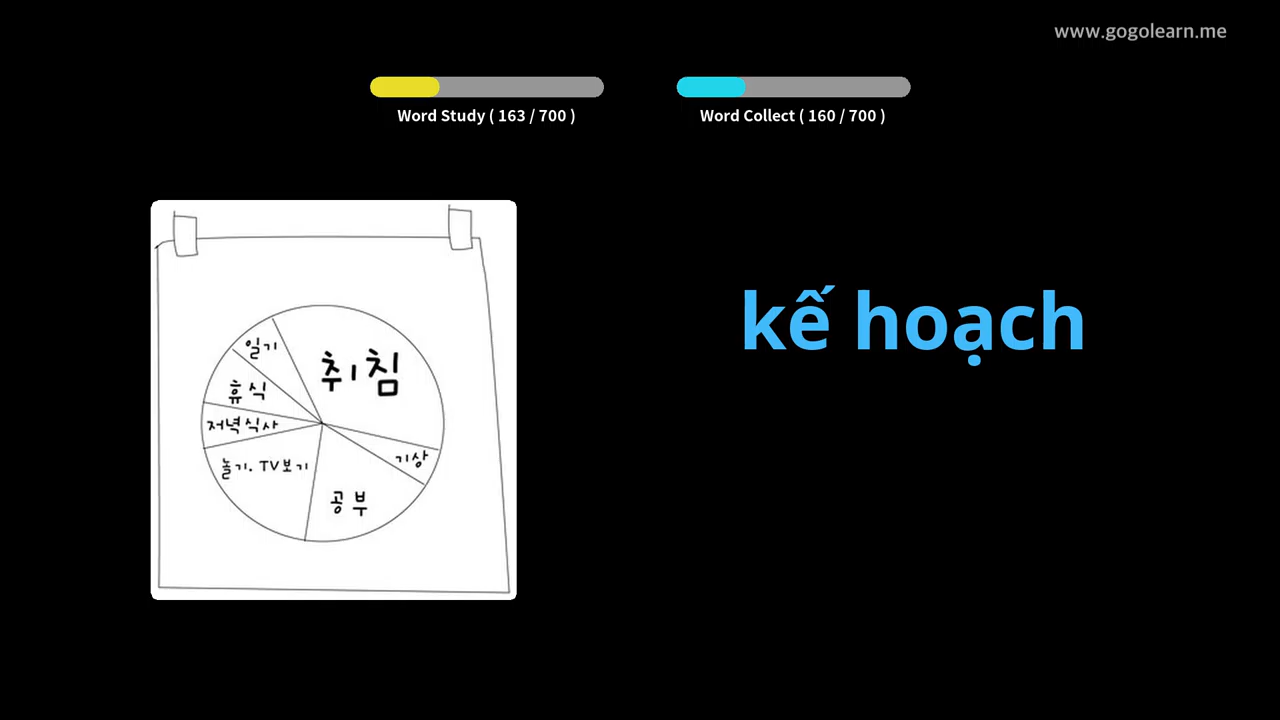 www.gogolearn.me
Word Study ( 163 / 700 )
Word Collect ( 160 / 700 )
일기
취침
휴식
저녁식사
놀기. TV보기
기상
공부
kế hoạch